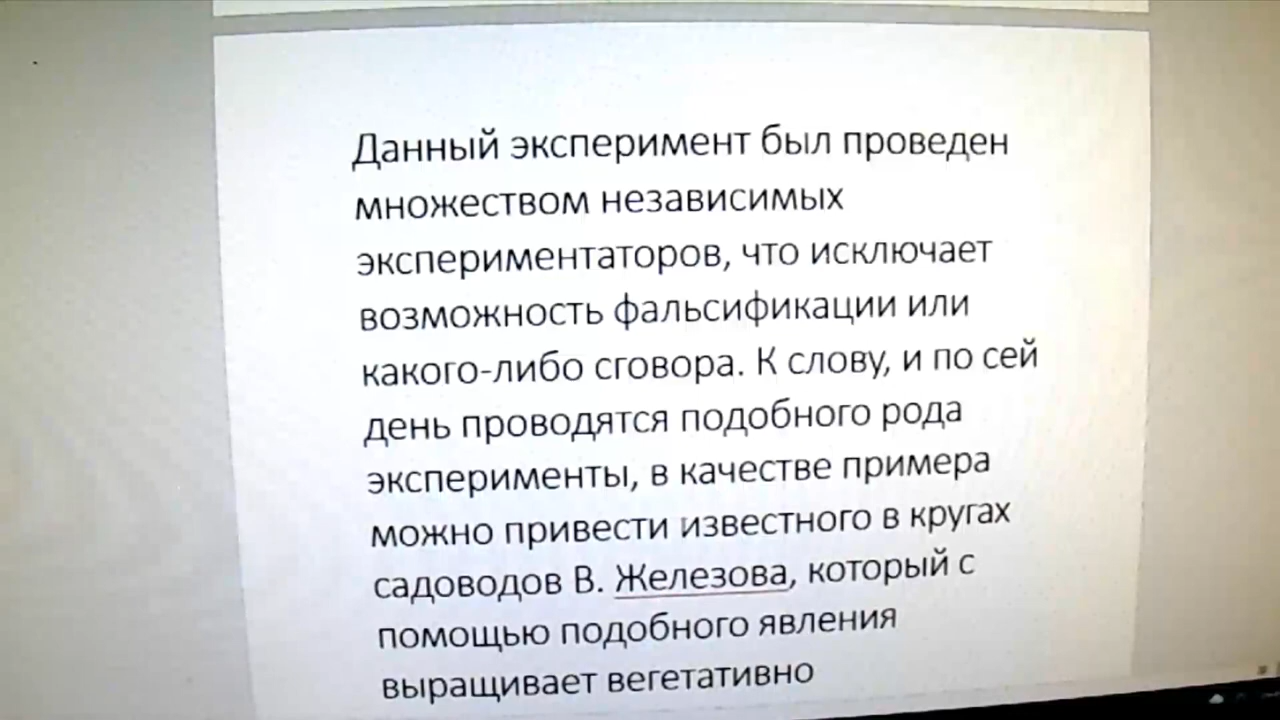 Данный эксперимент был проведен
множеством независимых
экспериментаторов, что исключает
возможность фальсификации или
какого-либо сговора. К слову, и по сей
день проводятся подобного рода
эксперименты, в качестве примера
можно привести известного в кругах
садоводов В. Железова, который с
помощью подобного явления
выращивает вегетативно